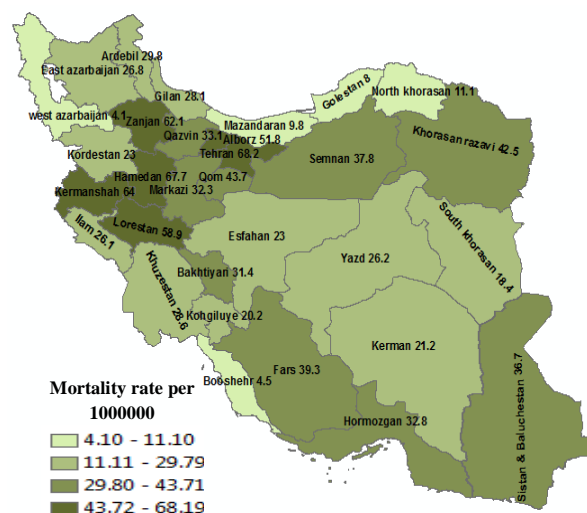 Ardebil 29.8
East azarbaijan 26.8
Gilan 28.1
Golestan 8
North khorasan 11.1
west azarbaijan 4.1
Zanjan 62.1
Mazandaran 9.8
Qazvin 33.1
Alborz 51.8
Khorasan razavi 42.5
Kordestan 23
Tehran 68.2
Semnan 37.8
Hamedan 67.7
Qom 43.7
Kermanshah 64
Markazi 32.3
Lorestan 58.9
South khorasan 18.4
Ilam 26.1
Esfahan 23
Yazd 26.2
Bakhtiyan 31.4
Khuzestan 28.6
Kohgiluye 20.2
Kerman 21.2
Fars 39.3
Booshehr 4.5
Sistan & Baluchestan 36.7
Hormozgan 32.8
Mortality rate per
1000000
4.10 - 11.10
11.11 - 29.79
29.80 - 43.71
43.72 - 68.19